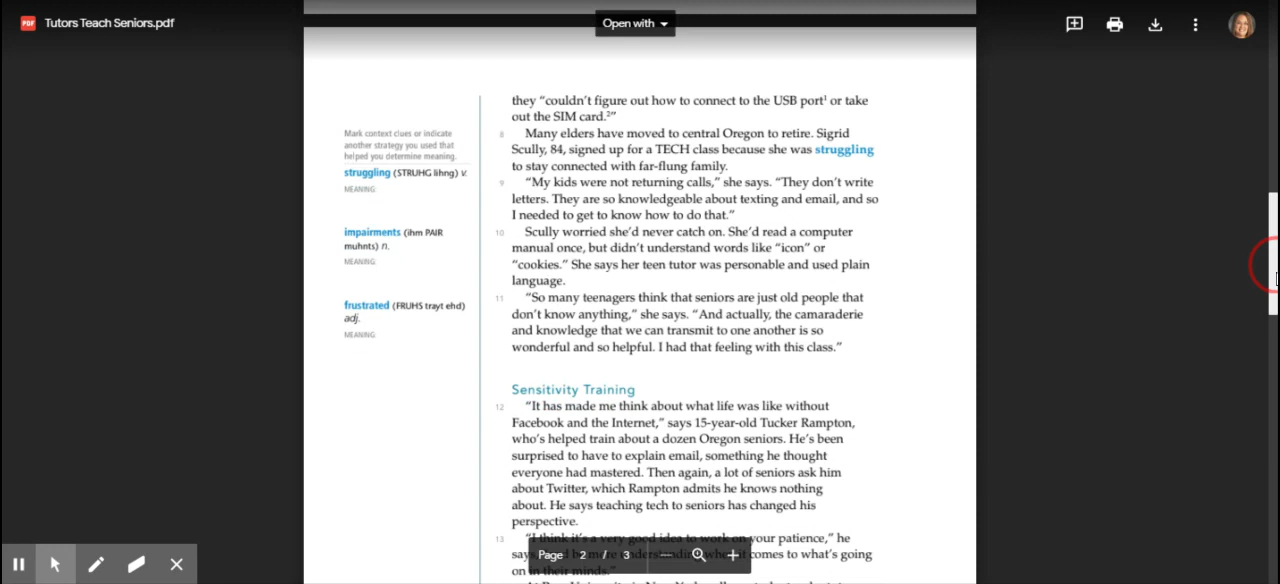 PDF Tutors Teach Seniors.pdf
Open with
they “couldn’t figure out how to connect to the USB port¹ or take
out the SIM card.²”
Mark context clues or indicate
another strategy you used that
helped you determine meaning.
struggling (STRUHG lihng) v.
MEANING:
impairments (ihm PAIR
muhnts) n.
MEANING:
frustrated (FRUHS trayt ehd)
adj.
MEANING:
8 Many elders have moved to central Oregon to retire. Sigrid
Scully, 84, signed up for a TECH class because she was struggling
to stay connected with far-flung family.
9 “My kids were not returning calls,” she says. “They don’t write
letters. They are so knowledgeable about texting and email, and so
I needed to get to know how to do that.”
10 Scully worried she’d never catch on. She’d read a computer
manual once, but didn’t understand words like “icon” or
“cookies.” She says her teen tutor was personable and used plain
language.
11 “So many teenagers think that seniors are just old people that
don’t know anything,” she says. “And actually, the camaraderie
and knowledge that we can transmit to one another is so
wonderful and so helpful. I had that feeling with this class.”
Sensitivity Training
12 “It has made me think about what life was like without
Facebook and the Internet,” says 15-year-old Tucker Rampton,
who’s helped train about a dozen Oregon seniors. He’s been
surprised to have to explain email, something he thought
everyone had mastered. Then again, a lot of seniors ask him
about Twitter, which Rampton admits he knows nothing
about. He says teaching tech to seniors has changed his
perspective.
13 “I think it’s a very good idea to work on your patience,” he
says, be more understanding when it comes to what’s going
on in their minds.”
Page 2 / 3